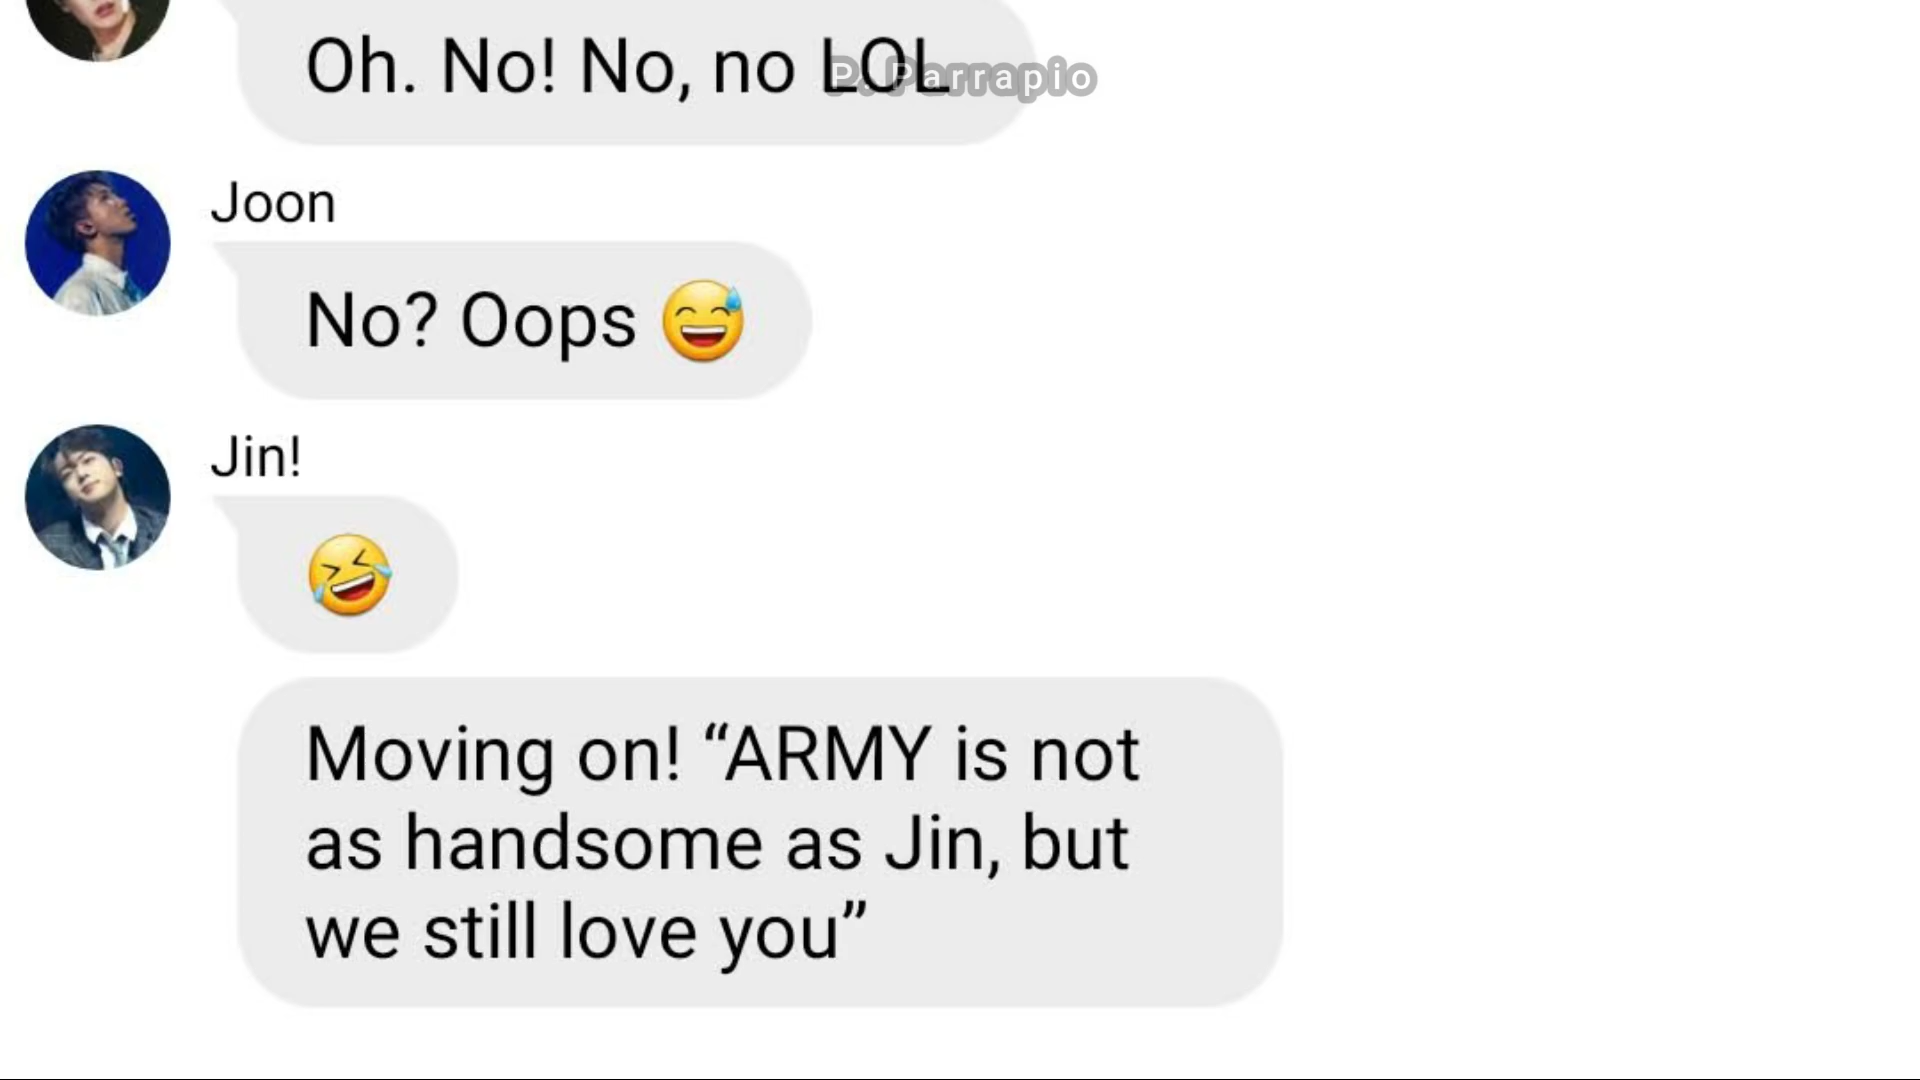 Oh. No! No, no LOL
P. Parrapio
Joon
No? Oops 😅
Jin!
🤣
Moving on! “ARMY is not
as handsome as Jin, but
we still love you”